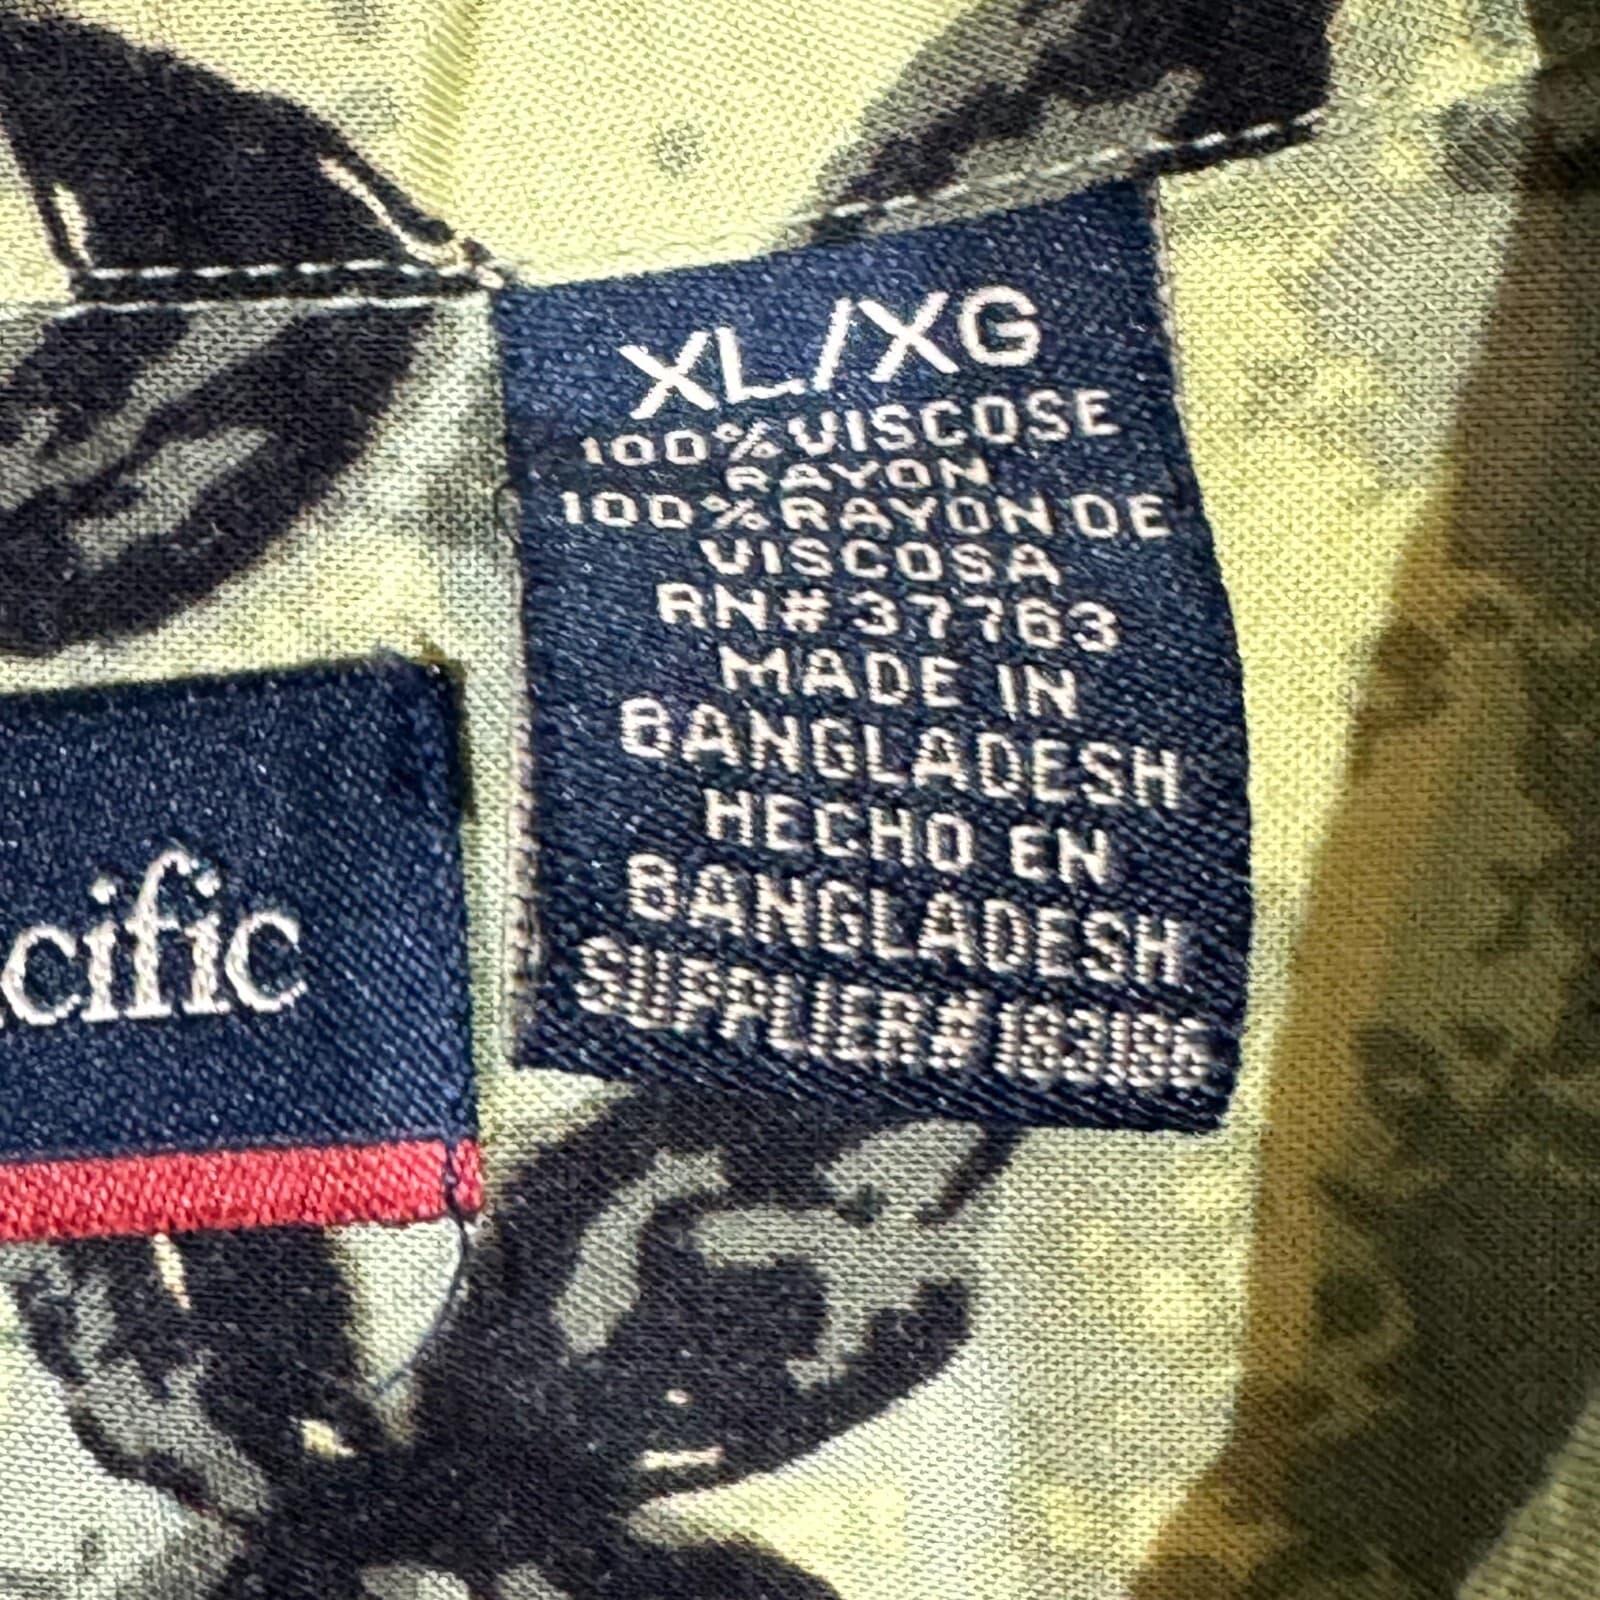 XL/XG
100% VISCOSE
RAYON
100% RAYON DE
VISCOSA
RN# 37763
MADE IN
BANGLADESH
HECHO EN
BANGLADESH
SUPPLIER# 183186
cific